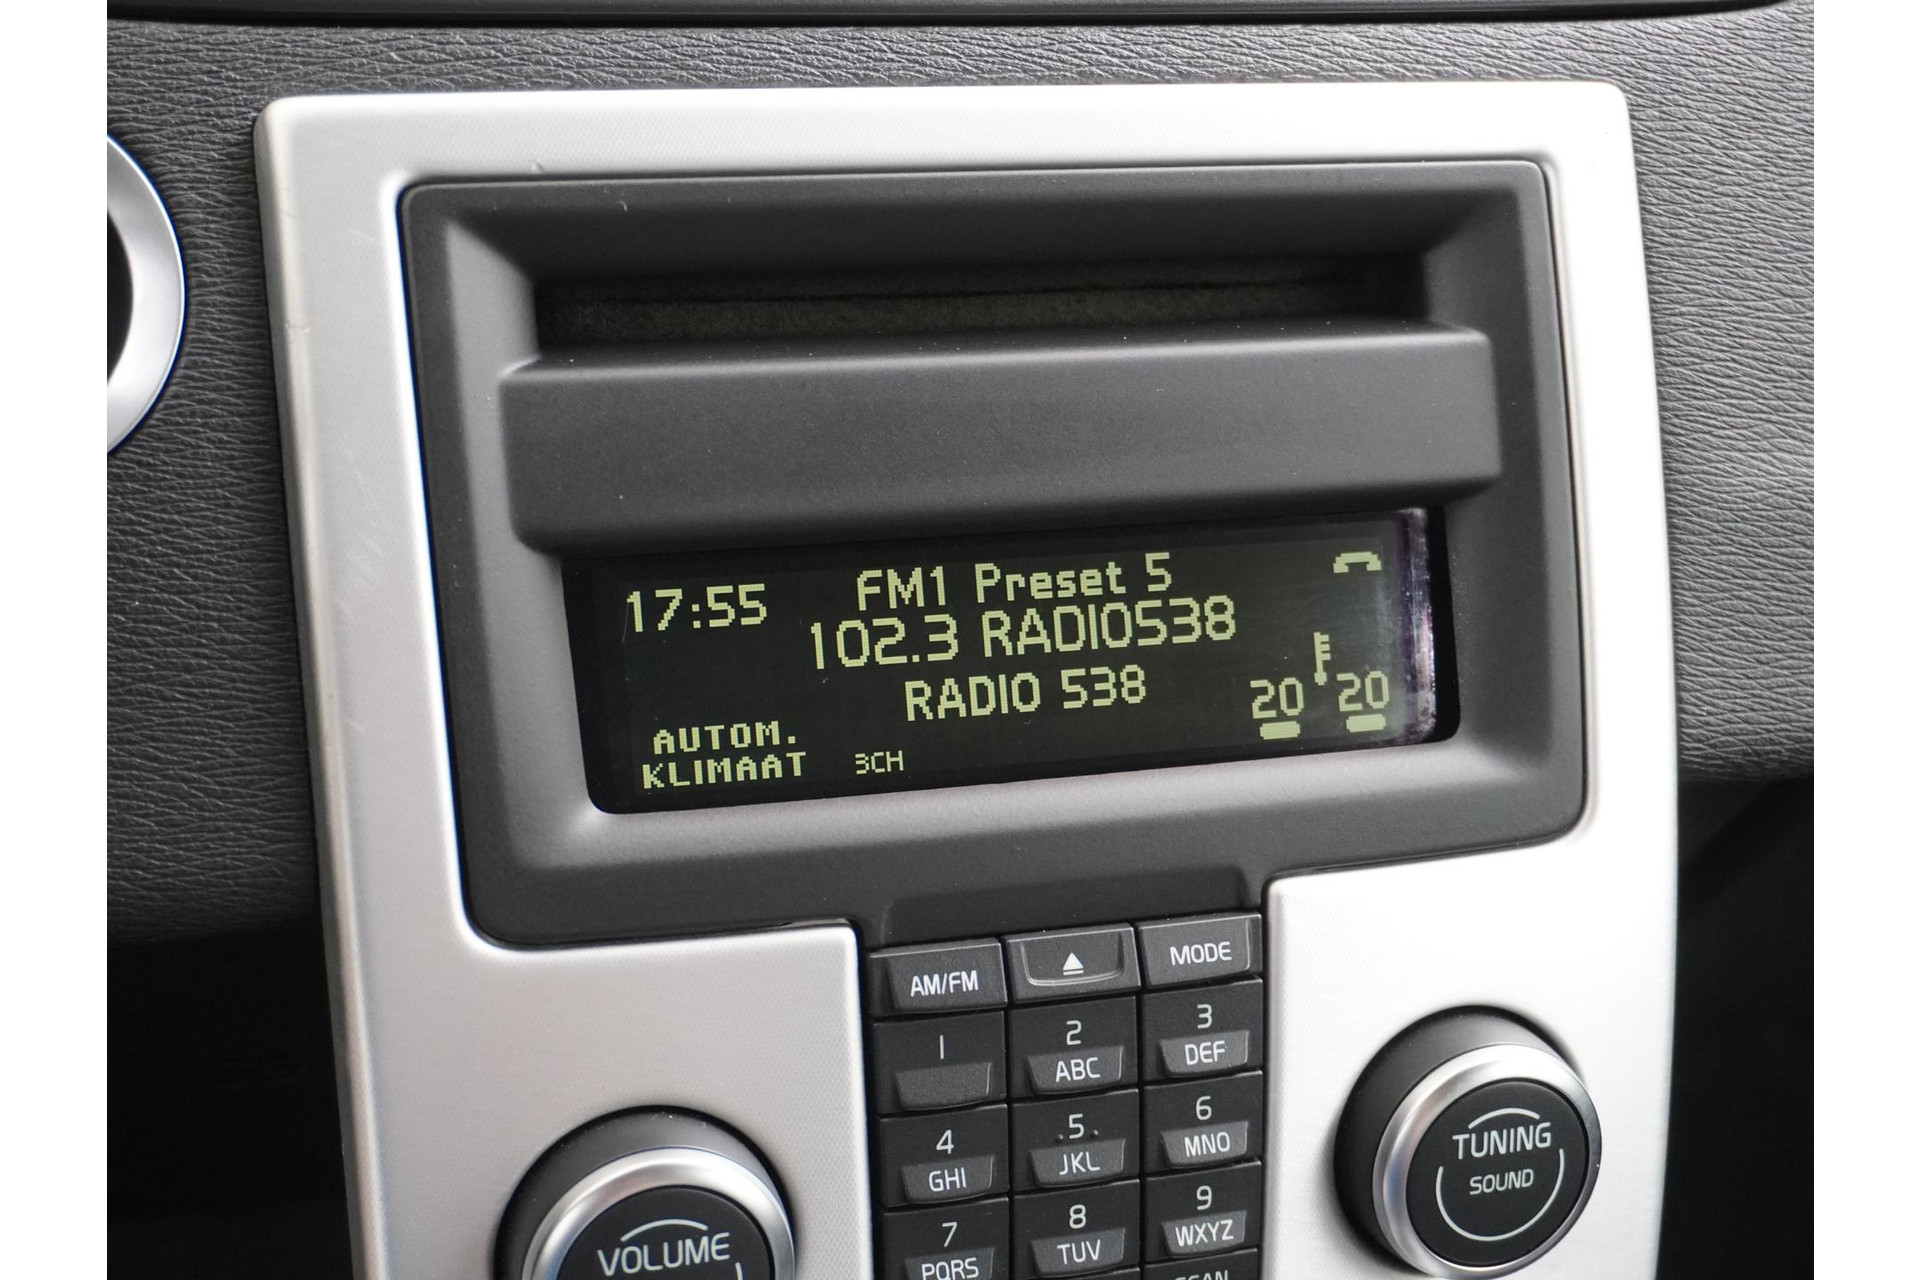 17:55
FM1 Preset 5
102.3 RADIO538
RADIO 538
20 20
AUTOM.
KLIMAAT
3CH
AM/FM
MODE
1
2
ABC
3
DEF
4
GHI
5
JKL
6
MNO
7
PQRS
8
TUV
9
WXYZ
VOLUME
TUNING
SOUND